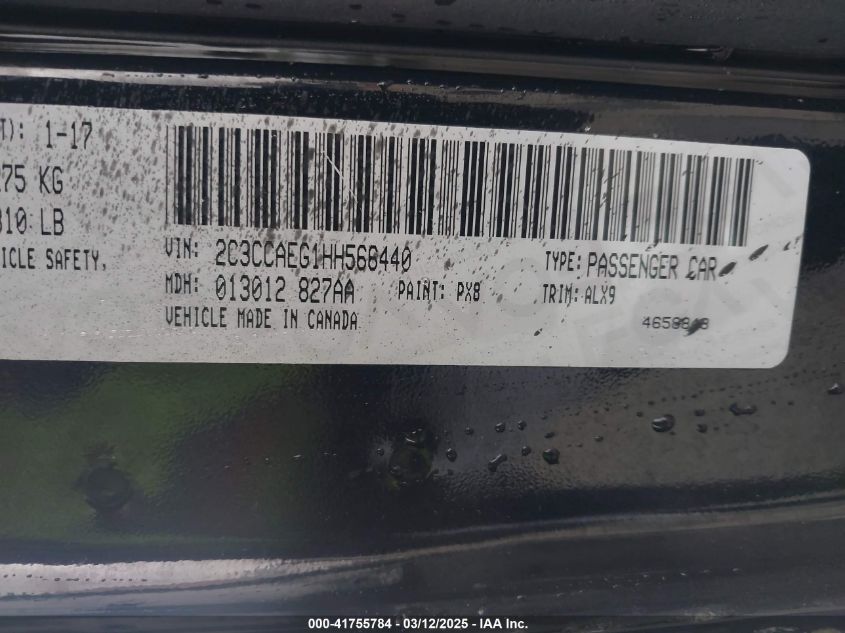 T): 1-17
275 KG
310 LB
ICLE SAFETY,
VIN: 2C3CCAEG1HH568440
TYPE: PASSENGER CAR
MDH: 013012 827AA
PAINT: PX8
TRIM: ALX9
VEHICLE MADE IN CANADA
000-41755784 - 03/12/2025 - IAA Inc.